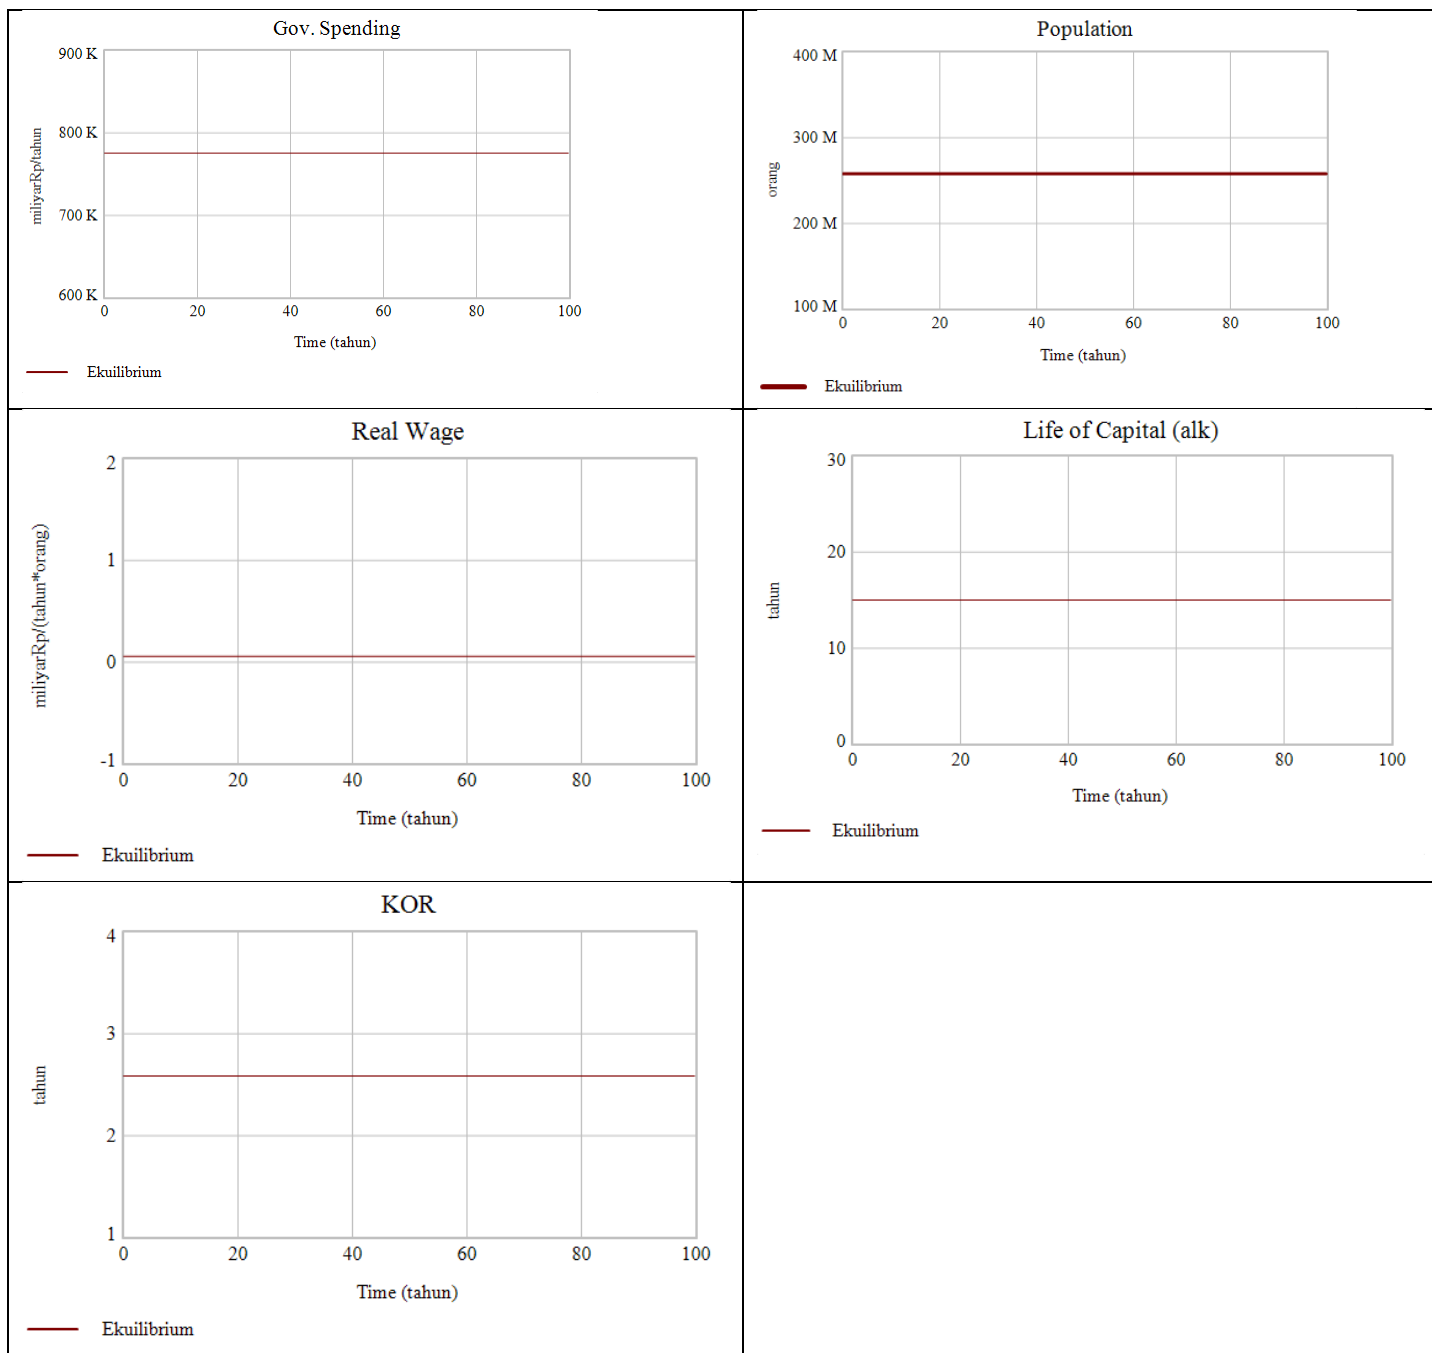 Gov. Spending
900 K
800 K
700 K
600 K
miliyarRp/tahun
0 20 40 60 80 100
Time (tahun)
Ekuilibrium
Population
400 M
300 M
200 M
100 M
orang
0 20 40 60 80 100
Time (tahun)
Ekuilibrium
Real Wage
2
1
0
-1
miliyarRp/(tahun*orang)
0 20 40 60 80 100
Time (tahun)
Ekuilibrium
Life of Capital (alk)
30
20
10
0
tahun
0 20 40 60 80 100
Time (tahun)
Ekuilibrium
KOR
4
3
2
1
tahun
0 20 40 60 80 100
Time (tahun)
Ekuilibrium